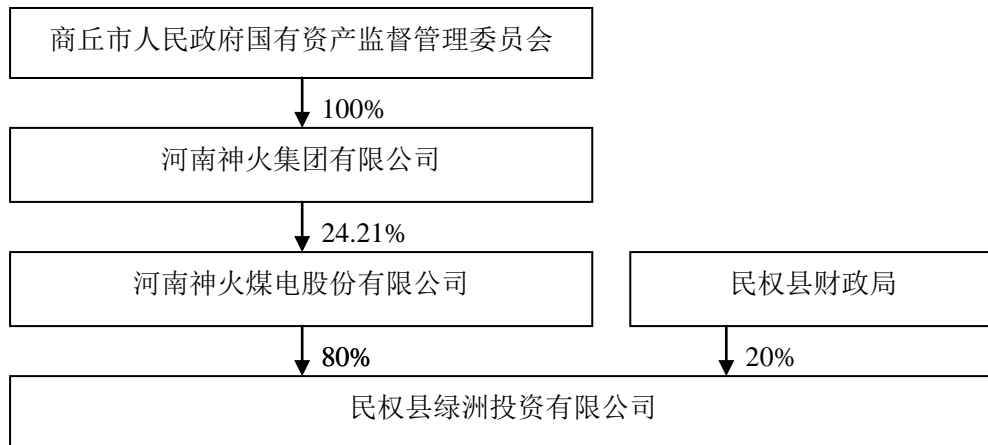 商丘市人民政府国有资产监督管理委员会
100%
河南神火集团有限公司
24.21%
河南神火煤电股份有限公司
民权县财政局
80%
20%
民权县绿洲投资有限公司